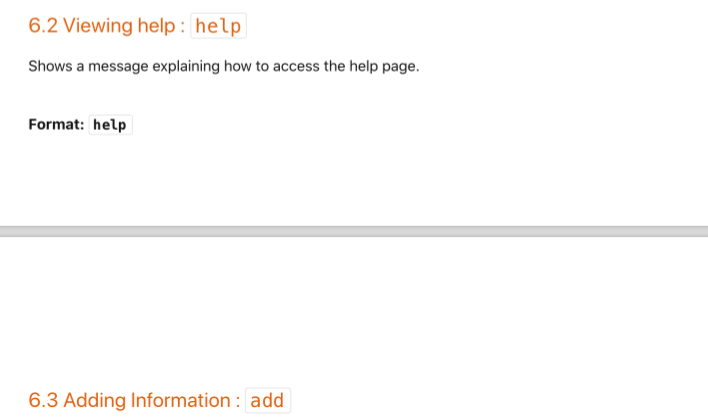 6.2 Viewing help : help
Shows a message explaining how to access the help page.
Format: help
6.3 Adding Information : add